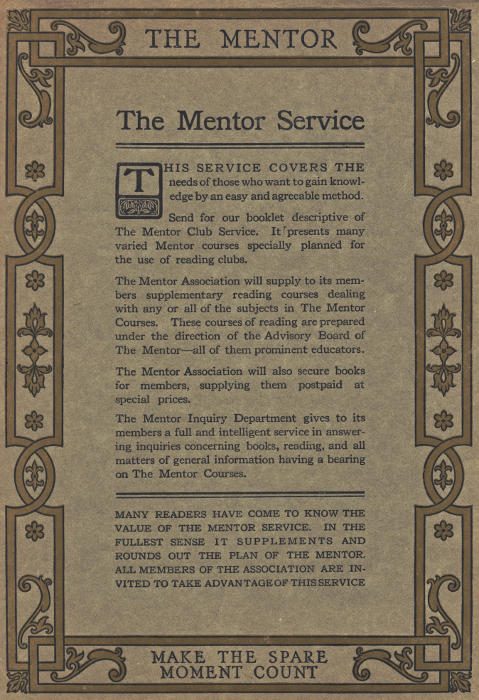 THE MENTOR
The Mentor Service
THIS SERVICE COVERS THE
needs of those who want to gain knowl-
edge by an easy and agreeable method.
Send for our booklet descriptive of
The Mentor Club Service. It presents many
varied Mentor courses specially planned for
the use of reading clubs.
The Mentor Association will supply to its mem-
bers supplementary reading courses dealing
with any or all of the subjects in The Mentor
Courses. These courses of reading are prepared
under the direction of the Advisory Board of
The Mentor—all of them prominent educators.
The Mentor Association will also secure books
for members, supplying them postpaid at
special prices.
The Mentor Inquiry Department gives to its
members a full and intelligent service in answer-
ing inquiries concerning books, reading, and all
matters of general information having a bearing
on The Mentor Courses.
MANY READERS HAVE COME TO KNOW THE
VALUE OF THE MENTOR SERVICE. IN THE
FULLEST SENSE IT SUPPLEMENTS AND
ROUNDS OUT THE PLAN OF THE MENTOR.
ALL MEMBERS OF THE ASSOCIATION ARE IN-
VITED TO TAKE ADVANTAGE OF THIS SERVICE
MAKE THE SPARE
MOMENT COUNT